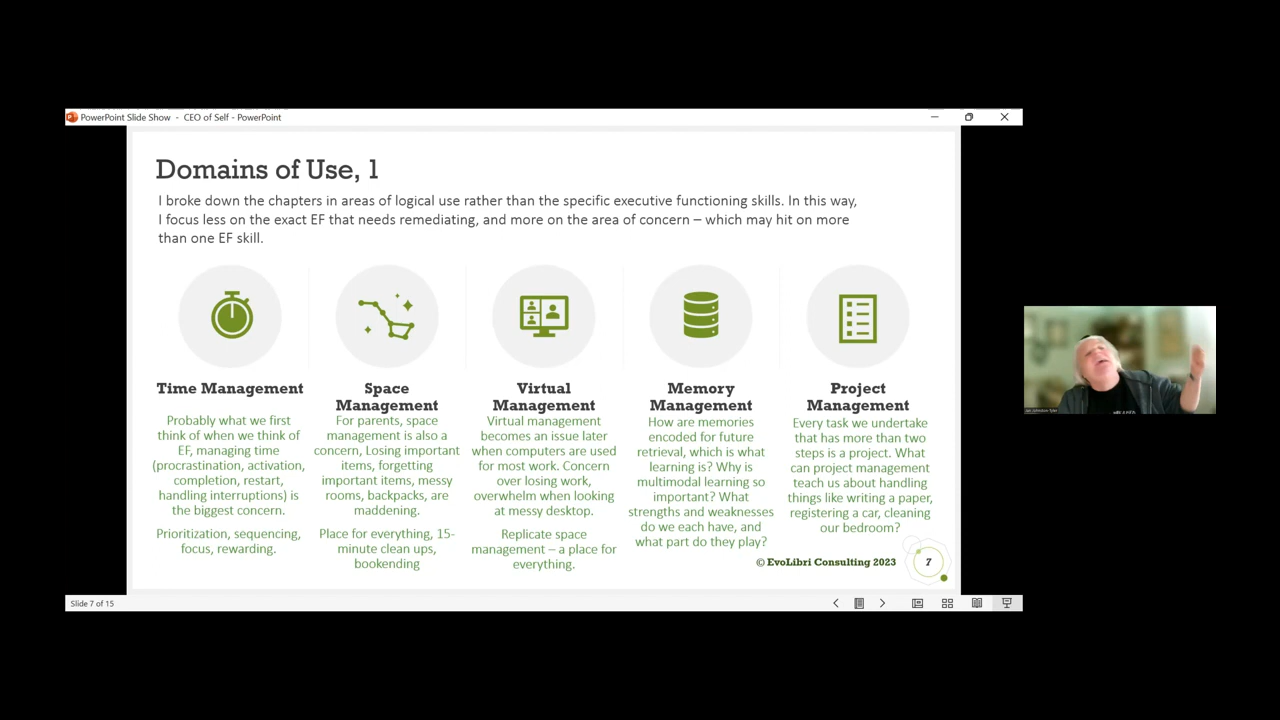 PowerPoint Slide Show - CEO of Self - PowerPoint
Domains of Use, 1
I broke down the chapters in areas of logical use rather than the specific executive functioning skills. In this way,
I focus less on the exact EF that needs remediating, and more on the area of concern – which may hit on more
than one EF skill.
Time Management
Probably what we first
think of when we think of
EF, managing time
(procrastination, activation,
completion, restart,
handling interruptions) is
the biggest concern.
Prioritization, sequencing,
focus, rewarding.
Space
Management
For parents, space
management is also a
concern, Losing important
items, forgetting
important items, messy
rooms, backpacks, are
maddening.
Place for everything, 15-
minute clean ups,
bookending
Virtual
Management
Virtual management
becomes an issue later
when computers are used
for most work. Concern
over losing work,
overwhelm when looking
at messy desktop.
Replicate space
management – a place for
everything.
Memory
Management
How are memories
encoded for future
retrieval, which is what
learning is? Why is
multimodal learning so
important? What
strengths and weaknesses
do we each have, and
what part do they play?
Project
Management
Every task we undertake
that has more than two
steps is a project. What
can project management
teach us about handling
things like writing a paper,
registering a car, cleaning
our bedroom?
© EvoLibri Consulting 2023
7
Slide 7 of 15